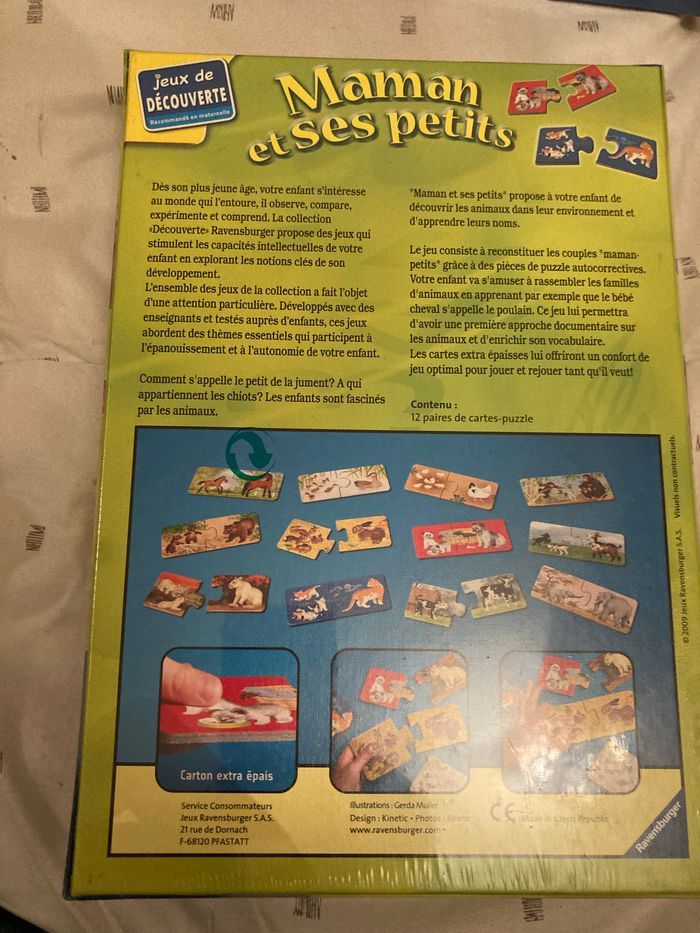 jeux de
DÉCOUVERTE
Recommandé en maternelle
Maman
et ses petits
Dès son plus jeune âge, votre enfant s'intéresse
au monde qui l'entoure, il observe, compare,
expérimente et comprend. La collection
«Découverte» Ravensburger propose des jeux qui
stimulent les capacités intellectuelles de votre
enfant en explorant les notions clés de son
développement.
L'ensemble des jeux de la collection a fait l'objet
d'une attention particulière. Développés avec des
enseignants et testés auprès d'enfants, ces jeux
abordent des thèmes essentiels qui participent à
l'épanouissement et à l'autonomie de votre enfant.
Comment s'appelle le petit de la jument? A qui
appartiennent les chiots? Les enfants sont fascinés
par les animaux.
"Maman et ses petits" propose à votre enfant de
découvrir les animaux dans leur environnement et
d'apprendre leurs noms.
Le jeu consiste à reconstituer les couples "maman-
petits" grâce à des pièces de puzzle autocorrectives.
Votre enfant va s'amuser à rassembler les familles
d'animaux en apprenant par exemple que le bébé
cheval s'appelle le poulain. Ce jeu lui permettra
d'avoir une première approche documentaire sur
les animaux et d'enrichir son vocabulaire.
Les cartes extra épaisses lui offriront un confort de
jeu optimal pour jouer et rejouer tant qu'il veut!
Contenu :
12 paires de cartes-puzzle
© 2009 Jeux Ravensburger S.A.S. Visuels non contractuels.
Carton extra épais
Service Consommateurs
Jeux Ravensburger S.A.S.
21 rue de Dornach
F-68120 PFASTATT
Illustrations : Gerda Muller
Design : Kinetic • Photos : Kinetic
www.ravensburger.com
CE
Made in Czech Republic
Ravensburger